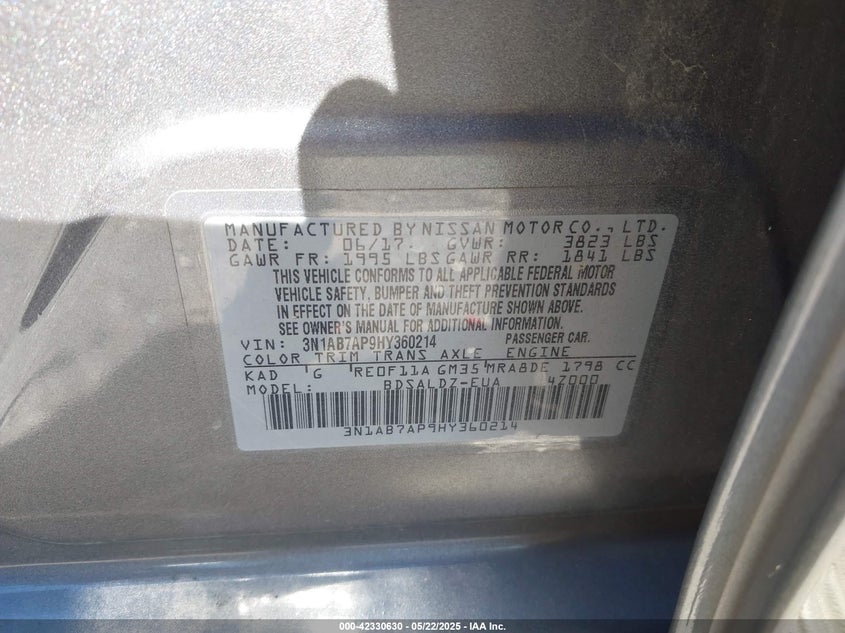 MANUFACTURED BY NISSAN MOTOR CO., LTD.
DATE: 06/17 GVWR: 3823 LBS
GAWR FR: 1995 LBS GAWR RR: 1841 LBS
THIS VEHICLE CONFORMS TO ALL APPLICABLE FEDERAL MOTOR
VEHICLE SAFETY, BUMPER AND THEFT PREVENTION STANDARDS
IN EFFECT ON THE DATE OF MANUFACTURE SHOWN ABOVE.
SEE OWNER'S MANUAL FOR ADDITIONAL INFORMATION.
VIN: 3N1AB7AP9HY360214 PASSENGER CAR.
COLOR TRIM TRANS AXLE ENGINE
KAD G RE0F11A GM35 MRA8DE 1798 CC
MODEL: BDSALDZ-EUA 4Z000
3N1AB7AP9HY360214
000-42330630 - 05/22/2025 - IAA Inc.